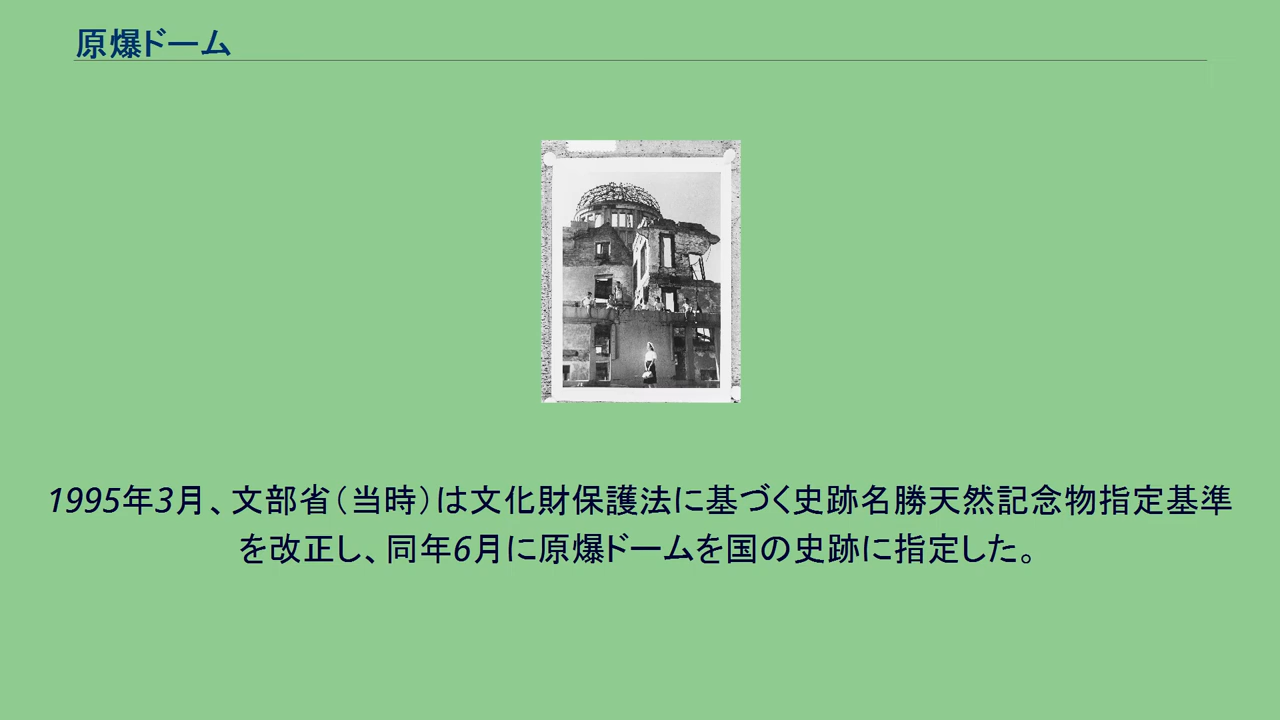 原爆ドーム
1995年3月、文部省（当時）は文化財保護法に基づく史跡名勝天然記念物指定基準
を改正し、同年6月に原爆ドームを国の史跡に指定した。